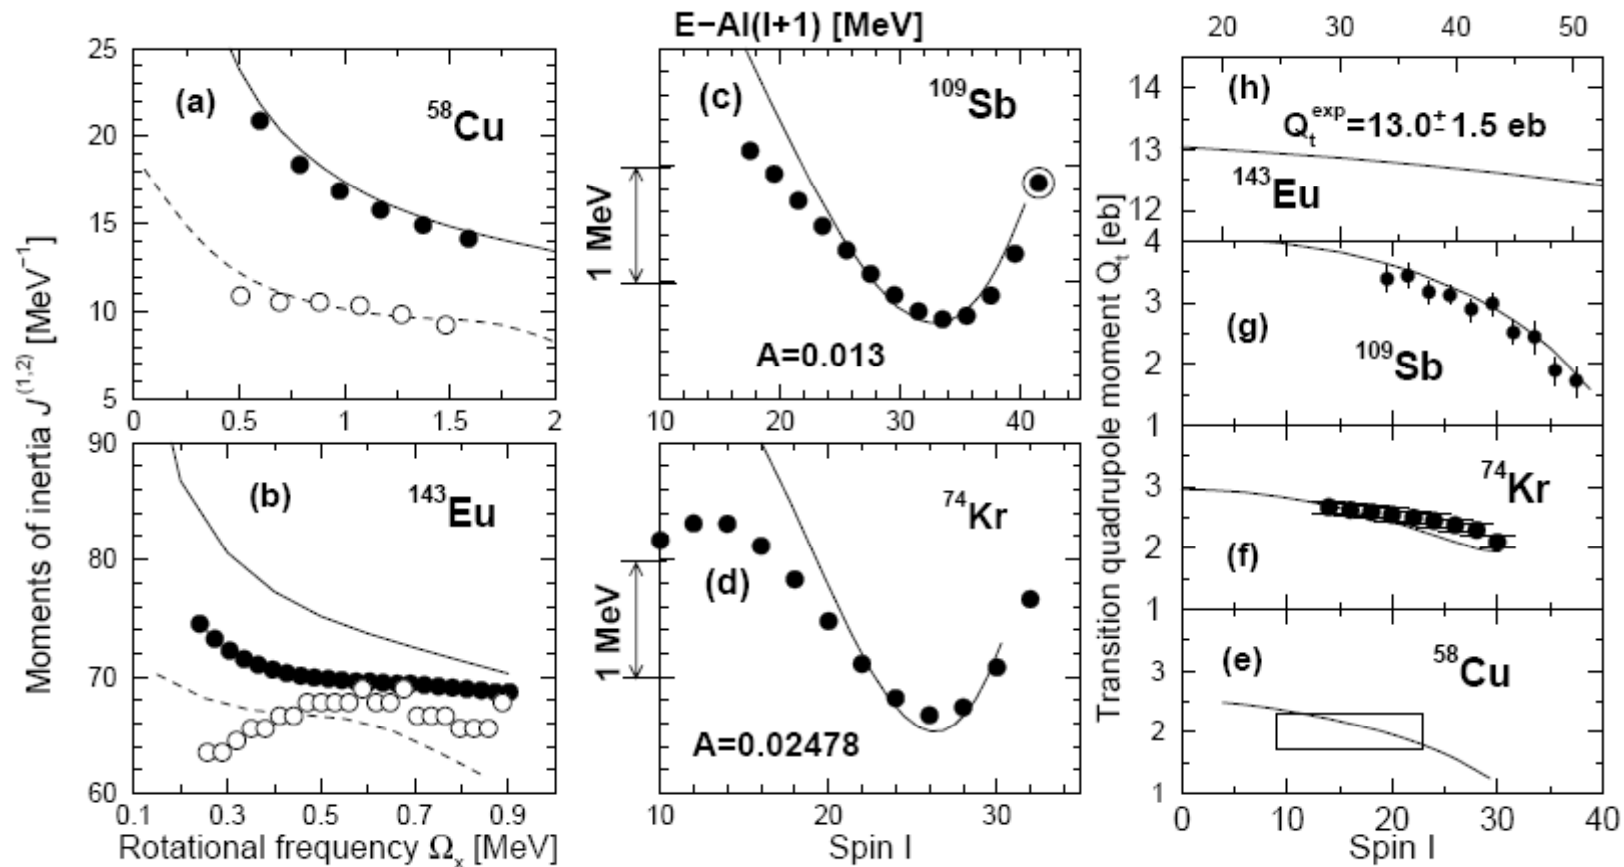 E−AI(I+1) [MeV]
Moments of inertia J(1,2) [MeV−1]
25
20
15
10
5
(a)
58Cu
0
0.5
1
1.5
2
90
80
70
60
(b)
143Eu
0.1
0.3
0.5
0.7
0.9
Rotational frequency Ωx [MeV]
(c)
109Sb
1 MeV
A=0.013
10
20
30
40
74Kr
(d)
1 MeV
A=0.02478
10
20
30
Spin I
Transition quadrupole moment Qt [eb]
20
30
40
50
14
13
12
(h)
Qtexp=13.0±1.5 eb
143Eu
4
3
2
1
(g)
109Sb
3
2
1
74Kr
(f)
3
2
1
(e)
58Cu
0
10
20
30
40
Spin I